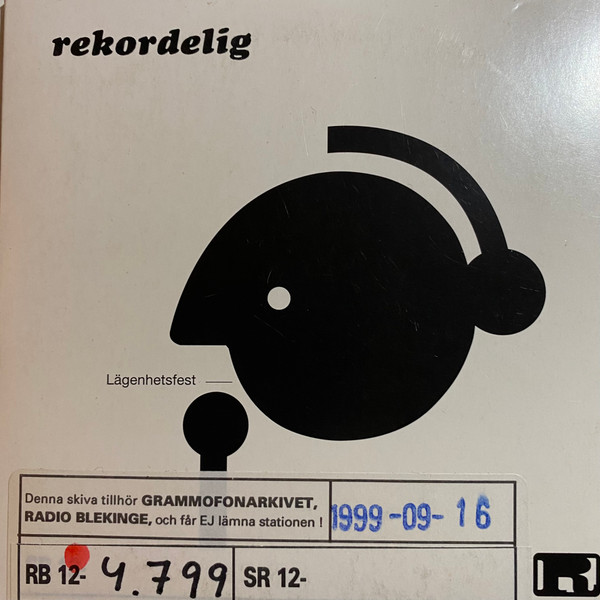 rekordelig
Lägenhetsfest
Denna skiva tillhör GRAMMOFONARKIVET,
RADIO BLEKINGE, och får EJ lämna stationen !
1999-09-16
RB 12- 4.799
SR 12-
R